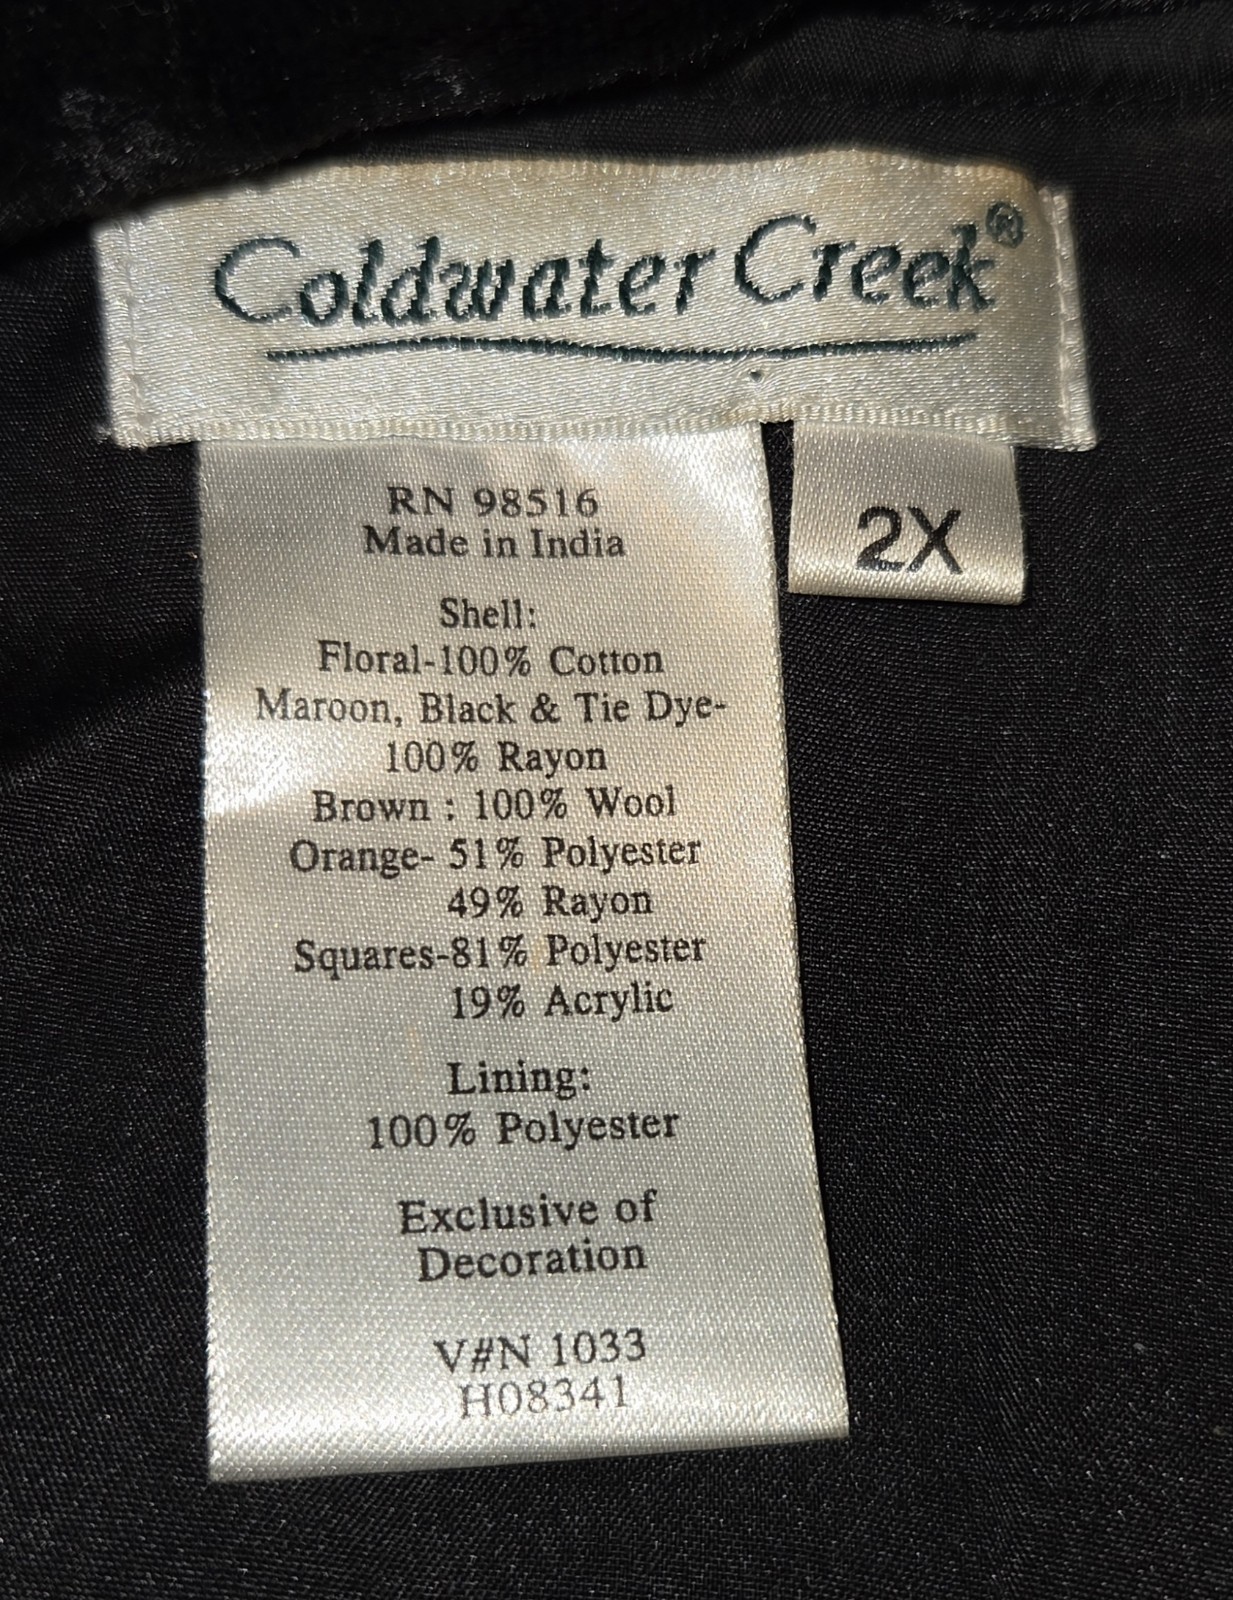 Coldwater Creek®
RN 98516
Made in India
2X
Shell:
Floral-100% Cotton
Maroon, Black & Tie Dye-
100% Rayon
Brown : 100% Wool
Orange- 51% Polyester
49% Rayon
Squares-81% Polyester
19% Acrylic
Lining:
100% Polyester
Exclusive of
Decoration
V#N 1033
H08341